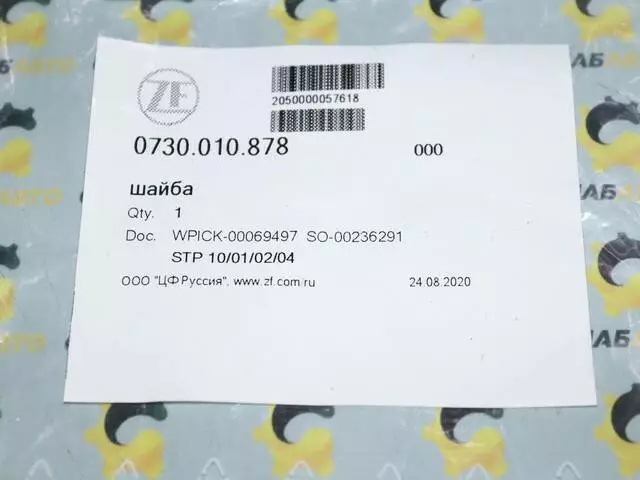 ZF
2050000057618
0730.010.878 000
шайба
Qty. 1
Doc. WPICK-00069497 SO-00236291
STP 10/01/02/04
ООО "ЦФ Руссия", www.zf.com/ru 24.08.2020